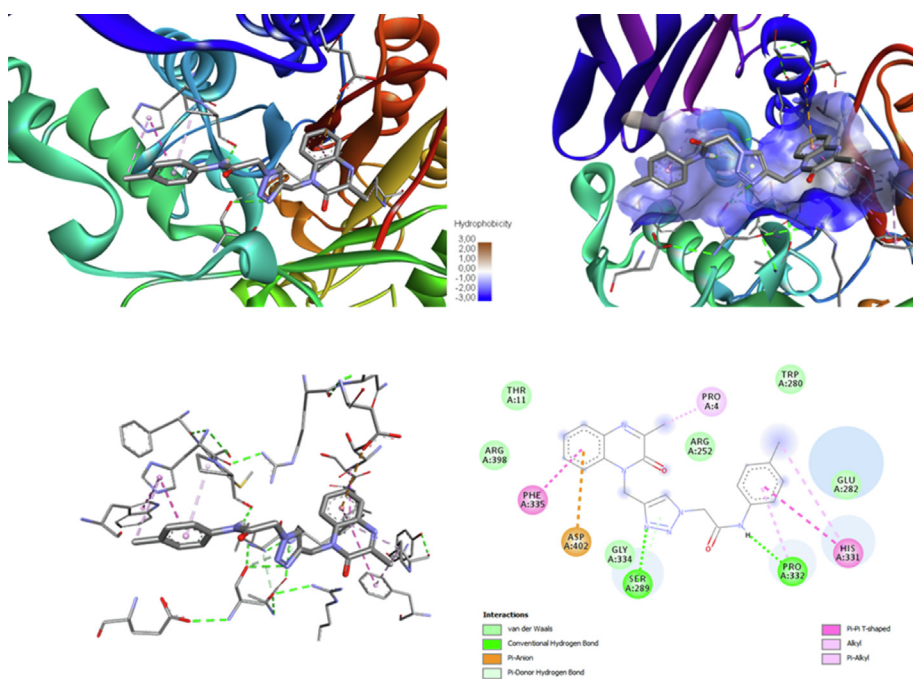 Hydrophobicity
3,00
2,00
1,00
0,00
-1,00
-2,00
-3,00
THR
A:11
ARG
A:398
PHE
A:335
ASP
A:402
GLY
A:334
SER
A:289
PRO
A:4
ARG
A:252
TRP
A:280
GLU
A:282
HIS
A:331
PRO
A:332
N
N
O
N
N
N
O
N
H
Interactions
van der Waals
Conventional Hydrogen Bond
Pi-Anion
Pi-Donor Hydrogen Bond
Pi-Pi T-shaped
Alkyl
Pi-Alkyl